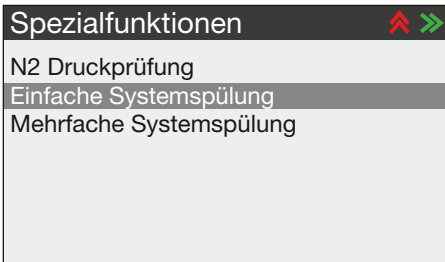 Spezialfunktionen
N2 Druckprüfung
Einfache Systemspülung
Mehrfache Systemspülung